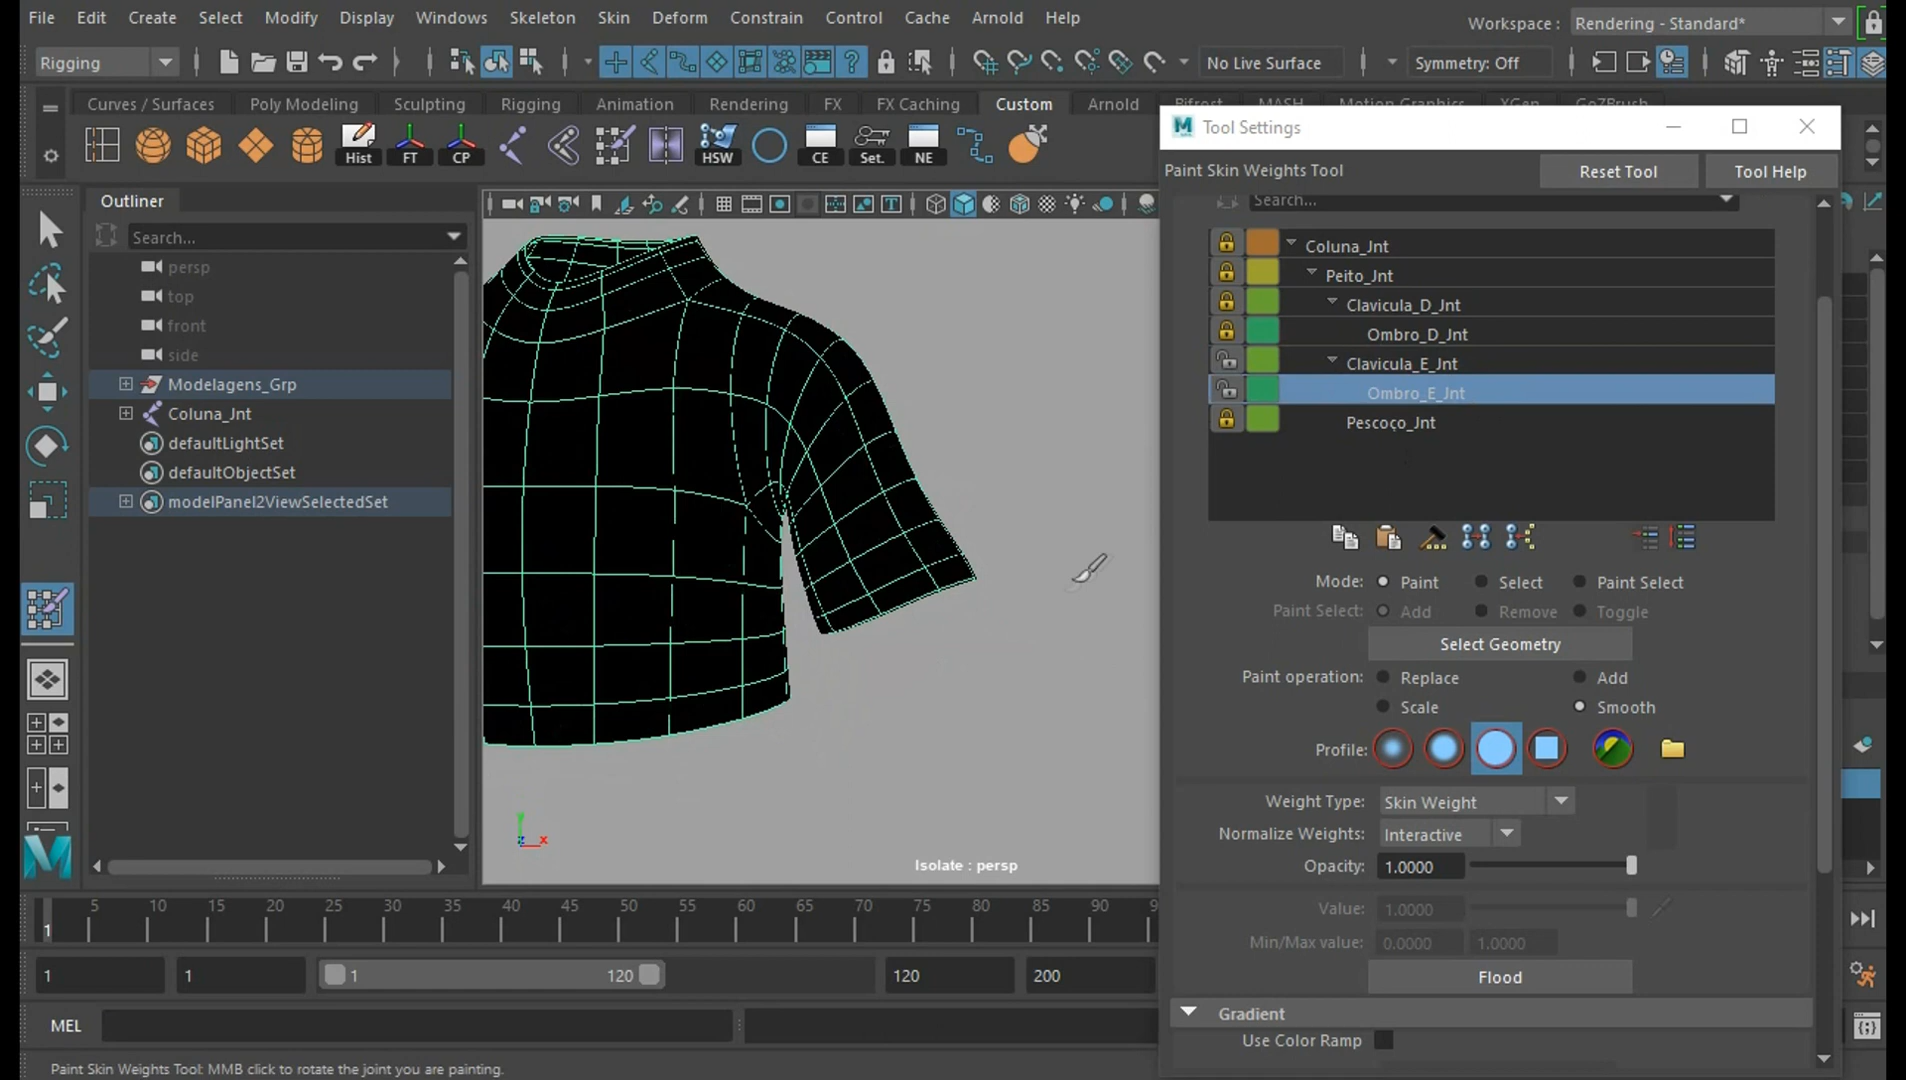 File Edit Create Select Modify Display Windows Skeleton Skin Deform Constrain Control Cache Arnold Help
Workspace : Rendering - Standard*
Rigging
No Live Surface
Symmetry: Off
Curves / Surfaces Poly Modeling Sculpting Rigging Animation Rendering FX FX Caching Custom Arnold
Hist FT CP HSW CE Set. NE
Tool Settings
Paint Skin Weights Tool
Reset Tool
Tool Help
Search...
Outliner
Search...
persp
top
front
side
Modelagens_Grp
Coluna_Jnt
defaultLightSet
defaultObjectSet
modelPanel2ViewSelectedSet
Isolate : persp
Coluna_Jnt
Peito_Jnt
Clavicula_D_Jnt
Ombro_D_Jnt
Clavicula_E_Jnt
Ombro_E_Jnt
Pescoço_Jnt
Mode: Paint Select Paint Select
Paint Select: Add Remove Toggle
Select Geometry
Paint operation: Replace Add
Scale Smooth
Profile:
Weight Type: Skin Weight
Normalize Weights: Interactive
Opacity: 1.0000
Value: 1.0000
Min/Max value: 0.0000 1.0000
Flood
Gradient
Use Color Ramp
5 10 15 20 25 30 35 40 45 50 55 60 65 70 75 80 85 90
1
1 1 1 120 120 200
MEL
Paint Skin Weights Tool: MMB click to rotate the joint you are painting.